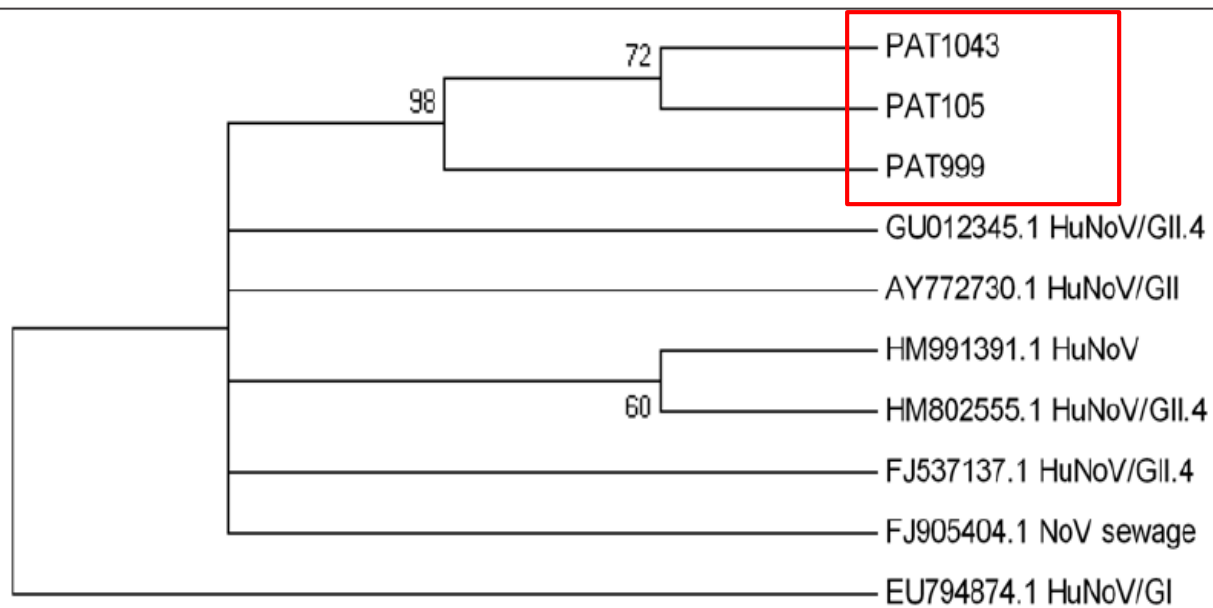 72
PAT1043
98
PAT105
PAT999
GU012345.1 HuNoV/GII.4
AY772730.1 HuNoV/GII
HM991391.1 HuNoV
60
HM802555.1 HuNoV/GII.4
FJ537137.1 HuNoV/GII.4
FJ905404.1 NoV sewage
EU794874.1 HuNoV/GI